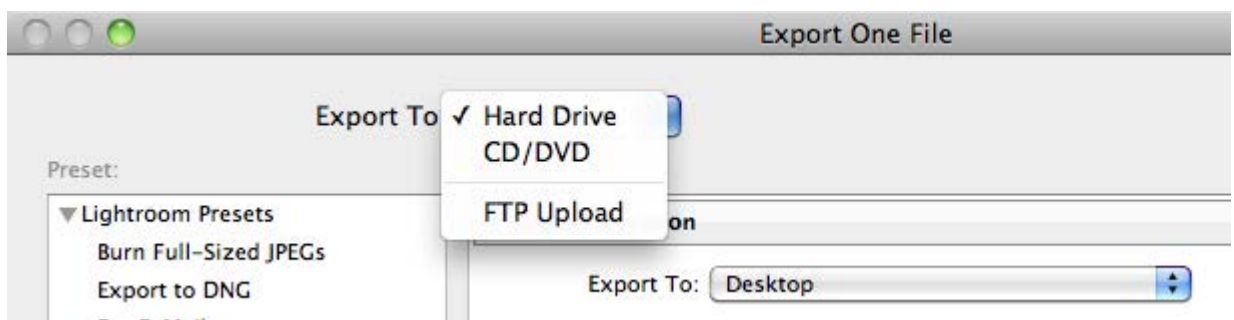 Export One File
Export To
✓ Hard Drive
CD/DVD
FTP Upload
Preset:
Lightroom Presets
Burn Full-Sized JPEGs
Export to DNG
on
Export To: Desktop